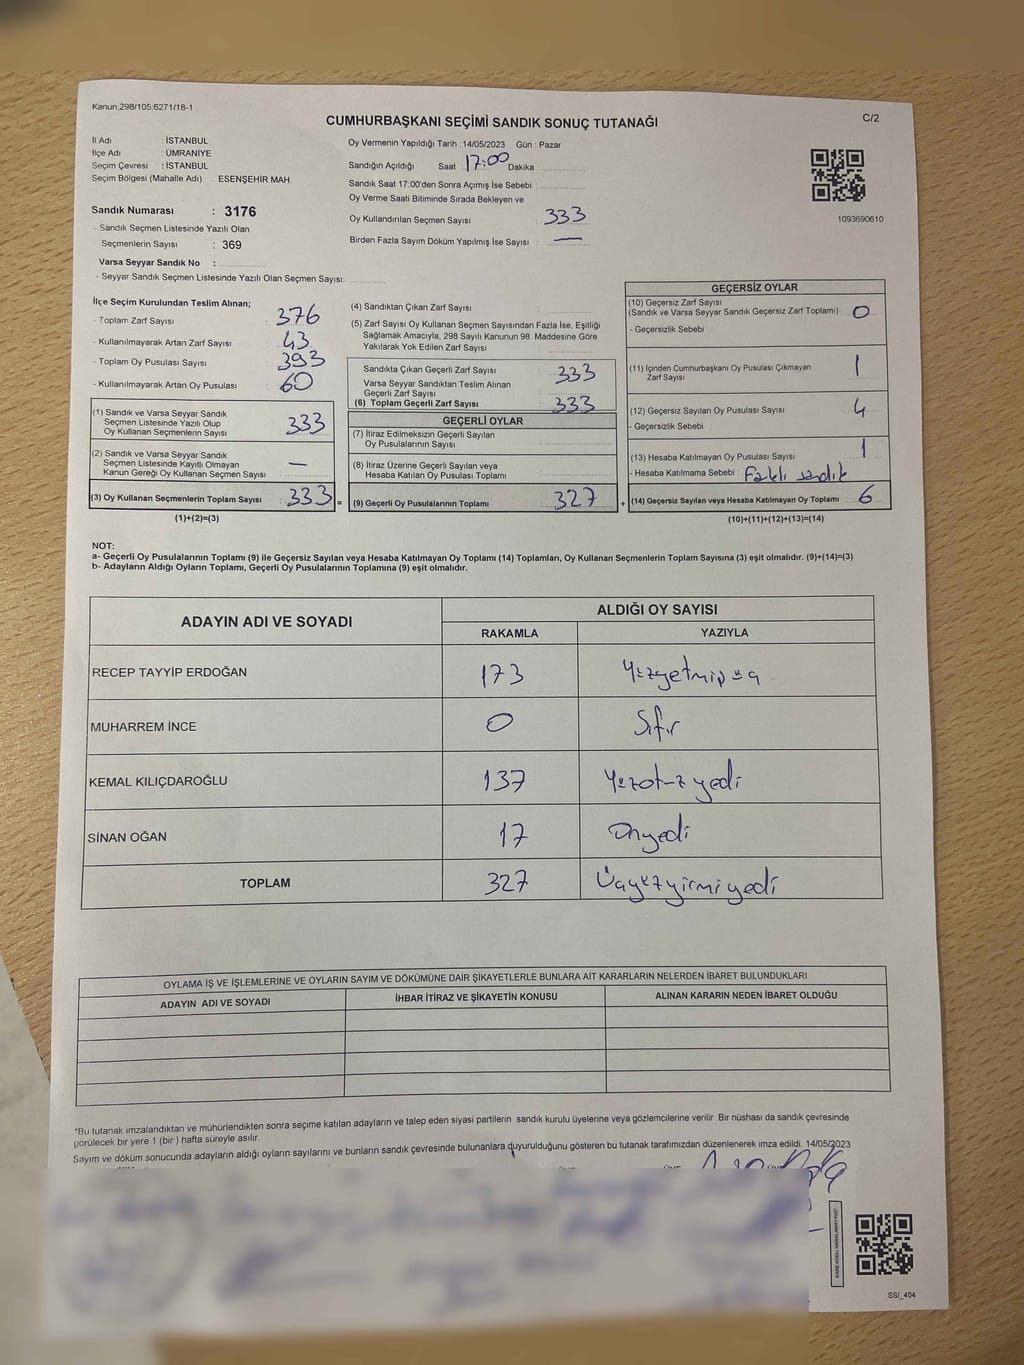 Kanun,298/105;6271/18-1
CUMHURBAŞKANI SEÇİMİ SANDIK SONUÇ TUTANAĞI
C/2
İl Adı : İSTANBUL
İlçe Adı : ÜMRANİYE
Seçim Çevresi : İSTANBUL
Seçim Bölgesi (Mahalle Adı) : ESENŞEHİR MAH.
Sandık Numarası : 3176
- Sandık Seçmen Listesinde Yazılı Olan
Seçmenlerin Sayısı : 369
Varsa Seyyar Sandık No :
- Seyyar Sandık Seçmen Listesinde Yazılı Olan Seçmen Sayısı:
Oy Vermenin Yapıldığı Tarih : 14/05/2023 Gün : Pazar
Sandığın Açıldığı Saat 17:00 Dakika
Sandık Saat 17:00'den Sonra Açımış İse Sebebi :
Oy Verme Saati Bitiminde Sırada Bekleyen ve
Oy Kullandırılan Seçmen Sayısı : 333
Birden Fazla Sayım Döküm Yapılmış İse Sayısı : —
1093690610
İlçe Seçim Kurulundan Teslim Alınan;
- Toplam Zarf Sayısı : 376
- Kullanılmayarak Artan Zarf Sayısı : 43
- Toplam Oy Pusulası Sayısı : 393
- Kullanılmayarak Artan Oy Pusulası : 60
(1) Sandık ve Varsa Seyyar Sandık
Seçmen Listesinde Yazılı Olup
Oy Kullanan Seçmenlerin Sayısı : 333
(2) Sandık ve Varsa Seyyar Sandık
Seçmen Listesinde Kayıtlı Olmayan
Kanun Gereği Oy Kullanan Seçmen Sayısı : —
(3) Oy Kullanan Seçmenlerin Toplam Sayısı : 333 =
(1)+(2)=(3)
(4) Sandıktan Çıkan Zarf Sayısı :
(5) Zarf Sayısı Oy Kullanan Seçmen Sayısından Fazla İse, Eşitliği
Sağlamak Amacıyla, 298 Sayılı Kanunun 98. Maddesine Göre
Yakılarak Yok Edilen Zarf Sayısı :
Sandıkta Çıkan Geçerli Zarf Sayısı : 333
Varsa Seyyar Sandıktan Teslim Alınan
Geçerli Zarf Sayısı :
(6) Toplam Geçerli Zarf Sayısı : 333
GEÇERLİ OYLAR
(7) İtiraz Edilmeksizin Geçerli Sayılan
Oy Pusulalarının Sayısı :
(8) İtiraz Üzerine Geçerli Sayılan veya
Hesaba Katılan Oy Pusulası Toplamı :
(9) Geçerli Oy Pusulalarının Toplamı : 327 +
GEÇERSİZ OYLAR
(10) Geçersiz Zarf Sayısı
(Sandık ve Varsa Seyyar Sandık Geçersiz Zarf Toplamı) : 0
- Geçersizlik Sebebi :
(11) İçinden Cumhurbaşkanı Oy Pusulası Çıkmayan
Zarf Sayısı : 1
(12) Geçersiz Sayılan Oy Pusulası Sayısı : 4
- Geçersizlik Sebebi :
(13) Hesaba Katılmayan Oy Pusulası Sayısı : 1
- Hesaba Katılmama Sebebi : Farklı sandık
(14) Geçersiz Sayılan veya Hesaba Katılmayan Oy Toplamı : 6
(10)+(11)+(12)+(13)=(14)
NOT:
a- Geçerli Oy Pusulalarının Toplamı (9) ile Geçersiz Sayılan veya Hesaba Katılmayan Oy Toplamı (14) Toplamları, Oy Kullanan Seçmenlerin Toplam Sayısına (3) eşit olmalıdır. (9)+(14)=(3)
b- Adayların Aldığı Oyların Toplamı, Geçerli Oy Pusulalarının Toplamına (9) eşit olmalıdır.
ADAYIN ADI VE SOYADI ALDIĞI OY SAYISI
RAKAMLA YAZIYLA
RECEP TAYYİP ERDOĞAN 173 Yüzyetmişüç
MUHARREM İNCE 0 Sıfır
KEMAL KILIÇDAROĞLU 137 Yüzotuzyedi
SİNAN OĞAN 17 Onyedi
TOPLAM 327 Üçyüzyirmiyedi
OYLAMA İŞ VE İŞLEMLERİNE VE OYLARIN SAYIM VE DÖKÜMÜNE DAİR ŞİKAYETLERLE BUNLARA AİT KARARLARIN NELERDEN İBARET BULUNDUKLARI
ADAYIN ADI VE SOYADI İHBAR İTİRAZ VE ŞİKAYETİN KONUSU ALINAN KARARIN NEDEN İBARET OLDUĞU
*Bu tutanak imzalandıktan ve mühürlendikten sonra seçime katılan adayların ve talep eden siyasi partilerin sandık kurulu üyelerine veya gözlemcilerine verilir. Bir nüshası da sandık çevresinde
görülecek bir yere 1 (bir) hafta süreyle asılır.
Sayım ve döküm sonucunda adayların aldığı oyların sayılarını ve bunların sandık çevresinde bulunanlara duyurulduğunu gösteren bu tutanak tarafımızdan düzenlenerek imza edildi. 14/05/2023
SSI_404